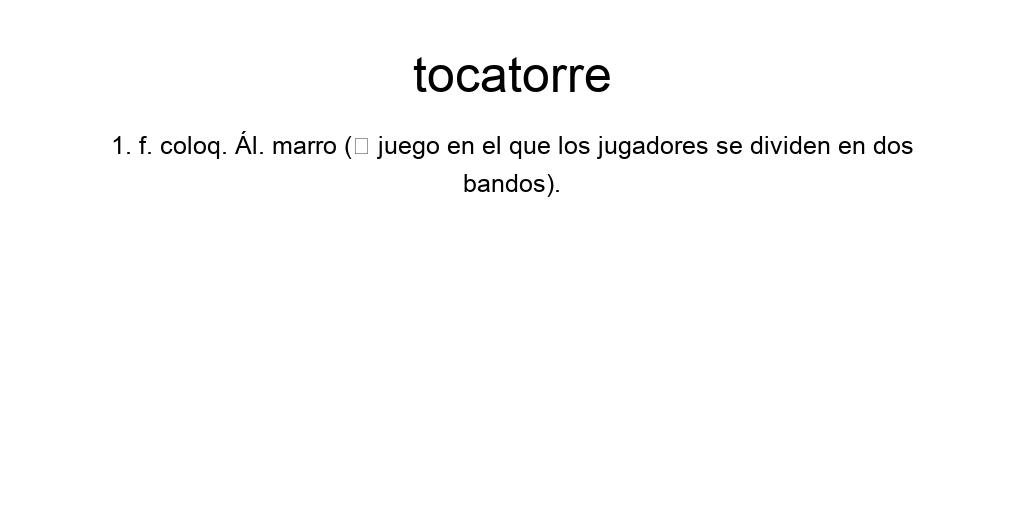 tocatorre
1. f. coloq. Ál. marro (□ juego en el que los jugadores se dividen en dos
bandos).